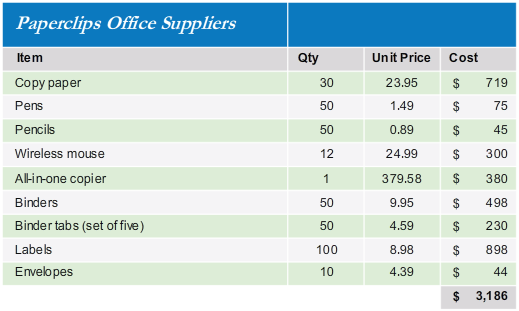 Paperclips Office Suppliers
Item Qty Unit Price Cost
Copy paper 30 23.95 $ 719
Pens 50 1.49 $ 75
Pencils 50 0.89 $ 45
Wireless mouse 12 24.99 $ 300
All-in-one copier 1 379.58 $ 380
Binders 50 9.95 $ 498
Binder tabs (set of five) 50 4.59 $ 230
Labels 100 8.98 $ 898
Envelopes 10 4.39 $ 44
$ 3,186